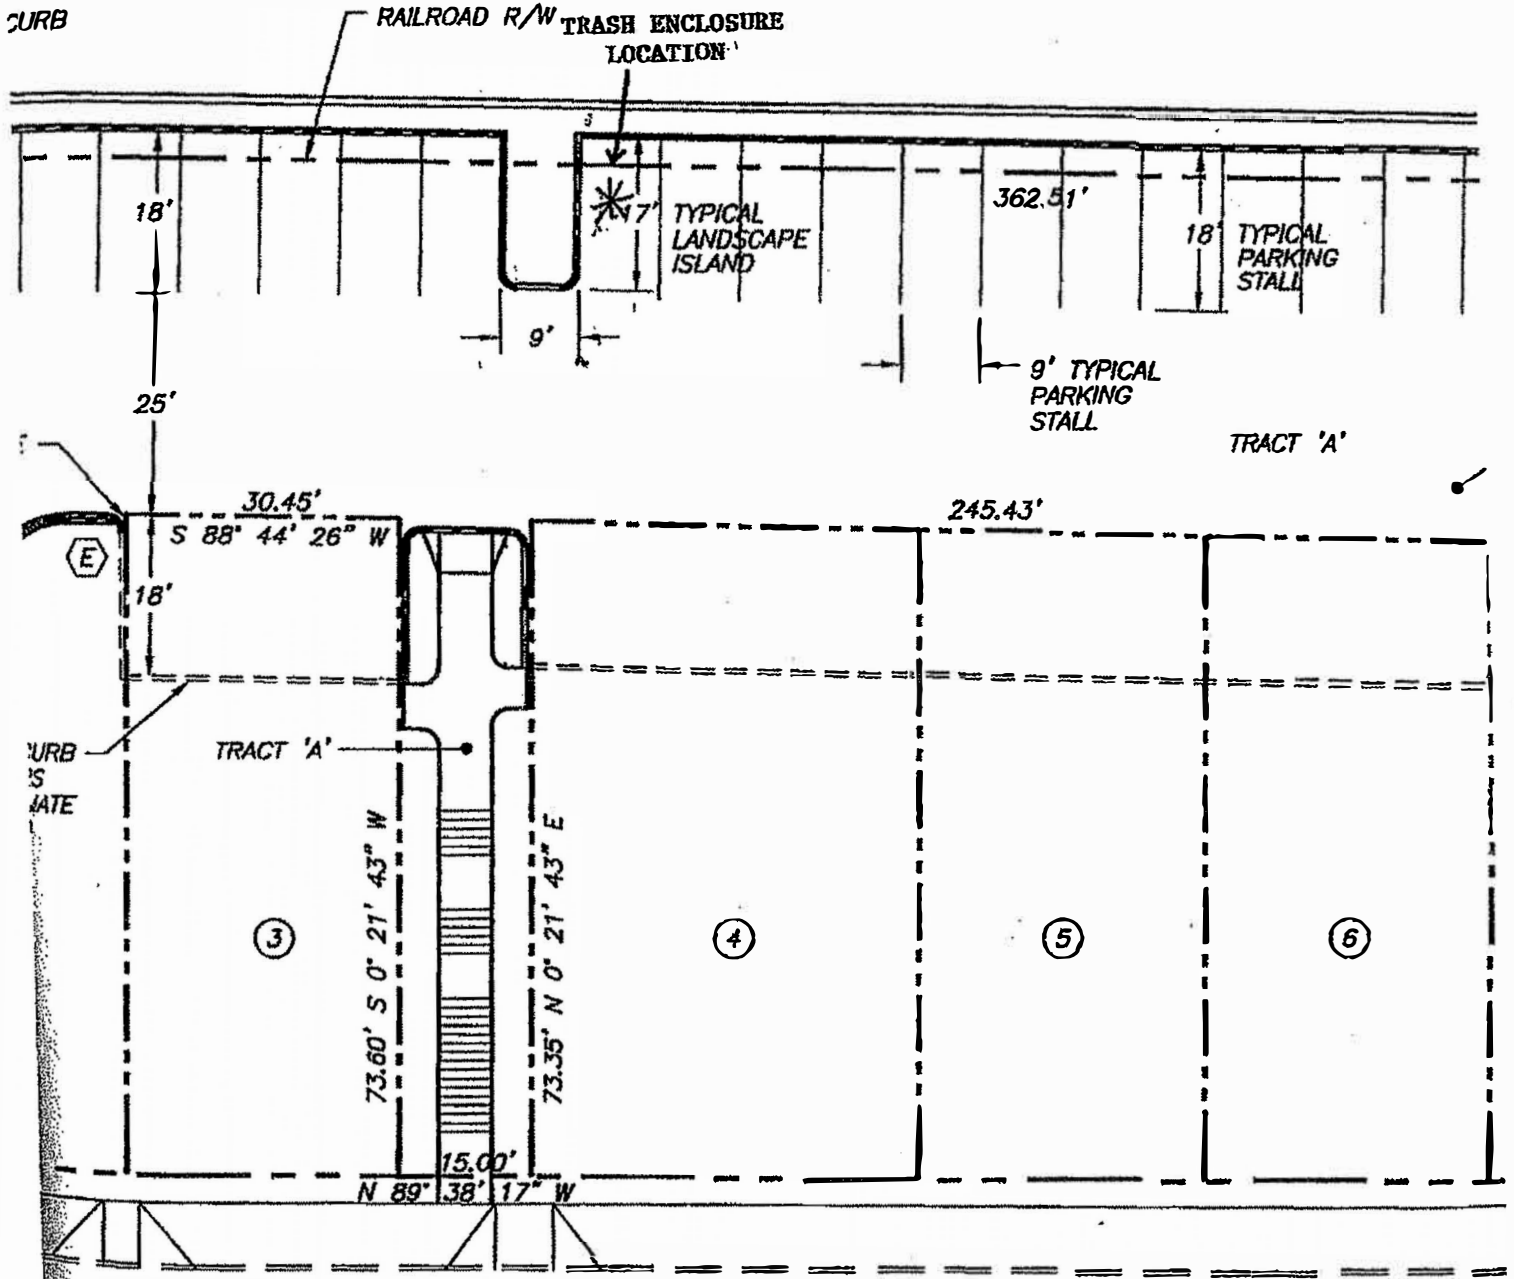 CURB
RAILROAD R/W
TRASH ENCLOSURE
LOCATION
18'
17'
TYPICAL
LANDSCAPE
ISLAND
362.51'
18'
TYPICAL
PARKING
STALL
9'
9' TYPICAL
PARKING
STALL
25'
TRACT 'A'
30.45'
S 88° 44' 26" W
245.43'
E
18'
TRACT 'A'
73.60' S 0° 21' 43" W
73.35' N 0° 21' 43" E
3
4
5
6
15.00'
N 89° 38' 17" W